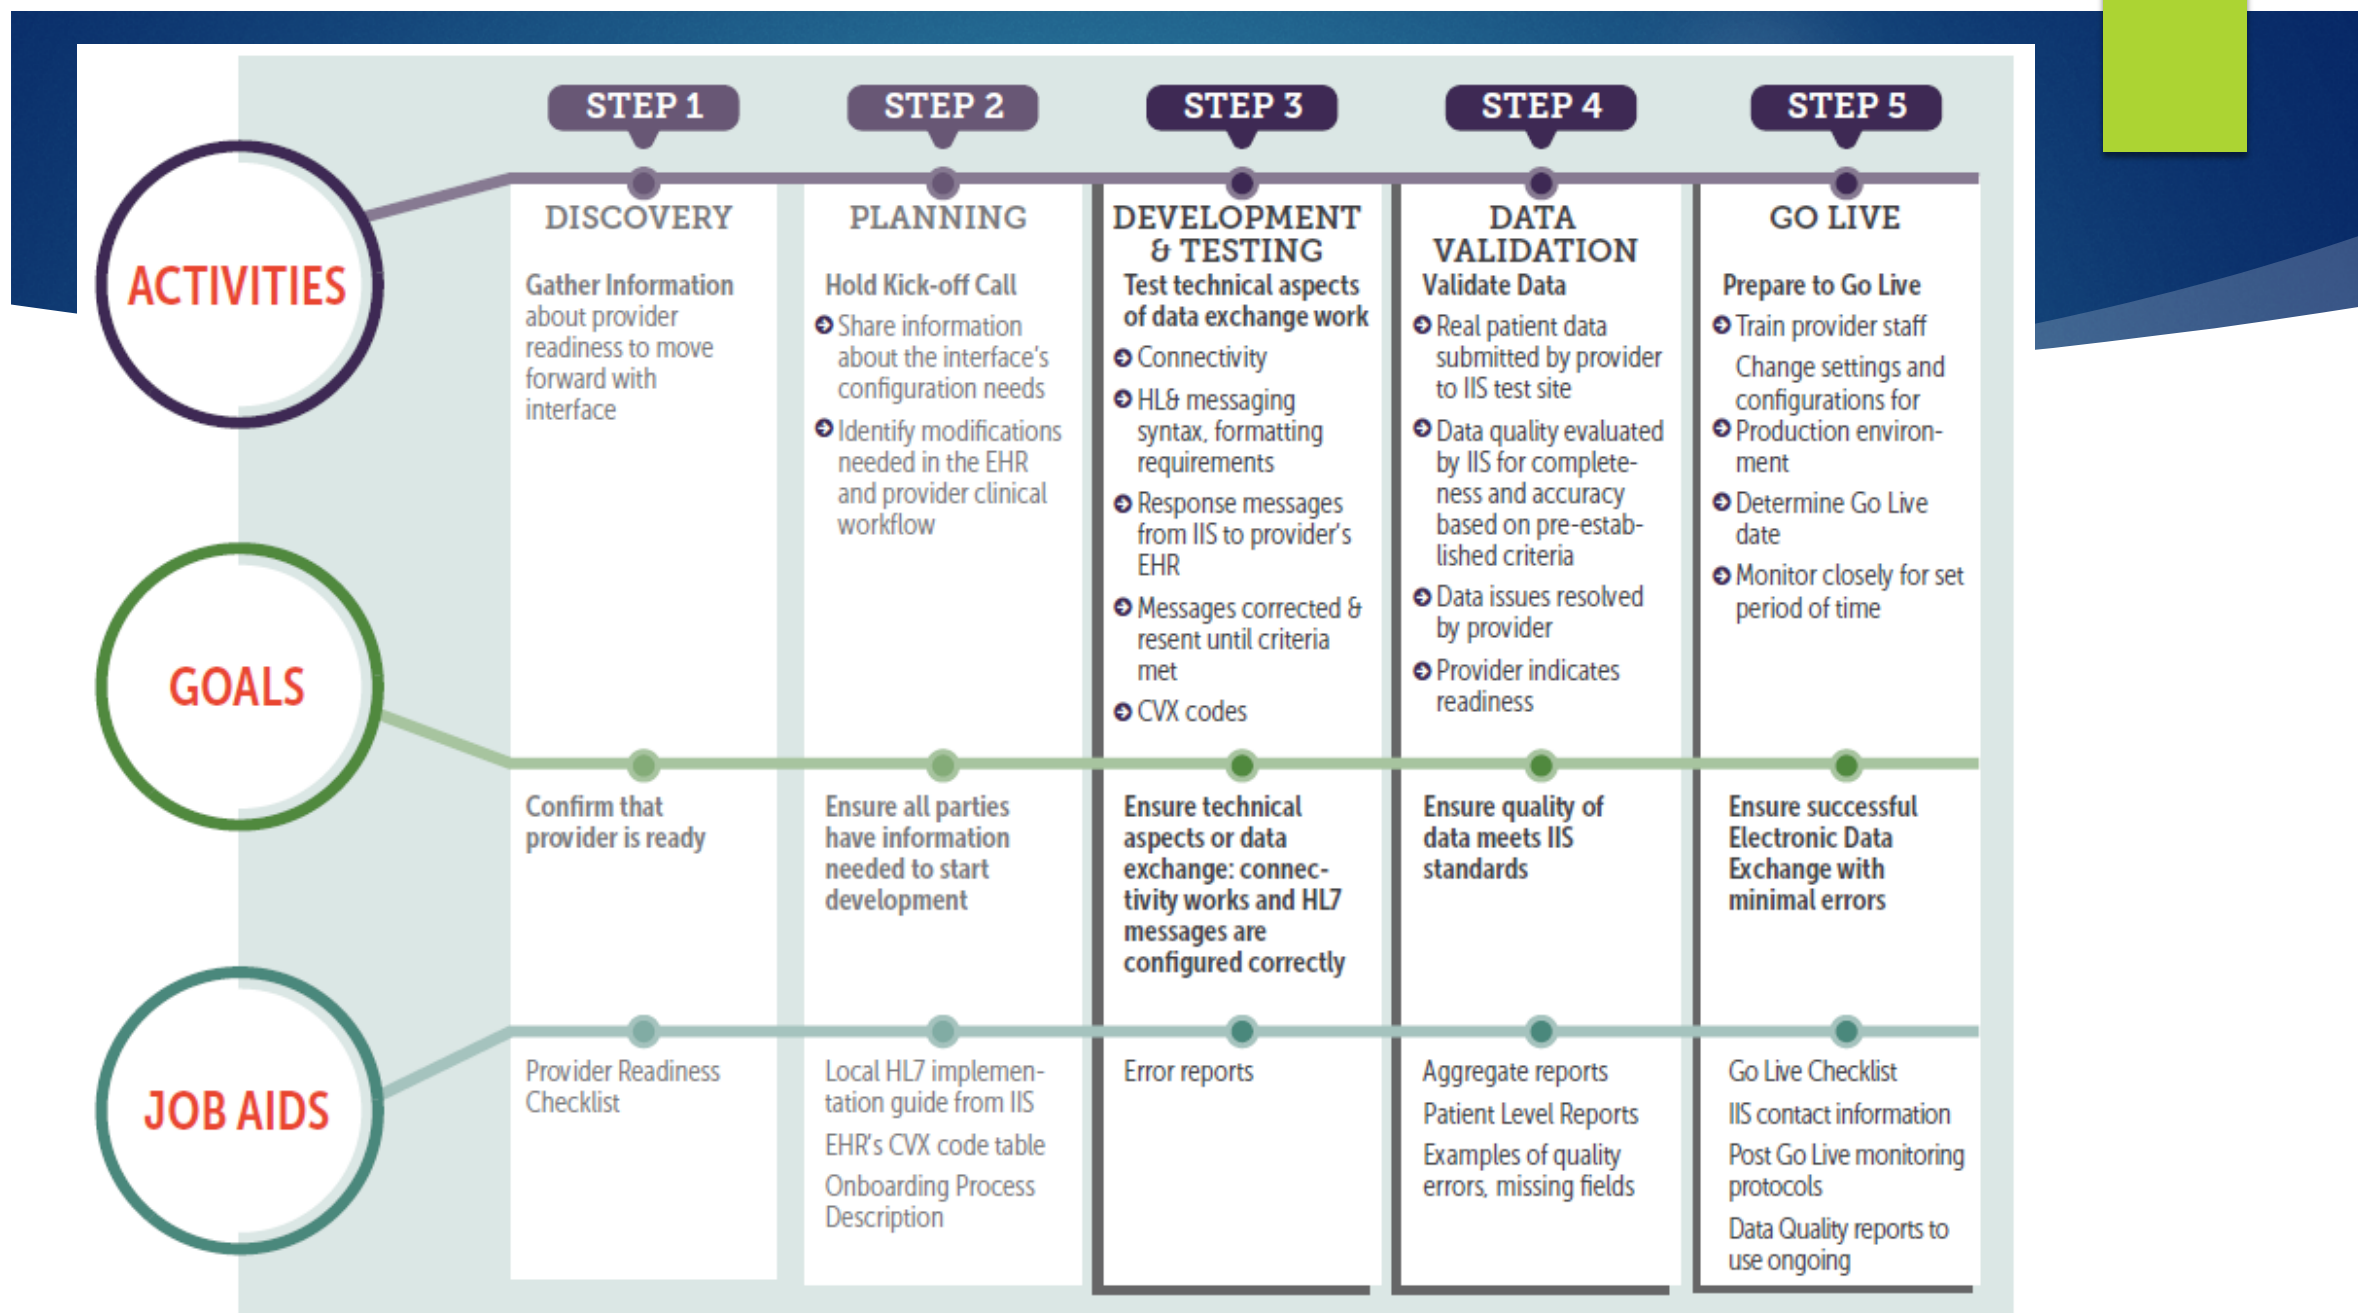 STEP 1
STEP 2
STEP 3
STEP 4
STEP 5
ACTIVITIES
DISCOVERY
Gather Information
about provider
readiness to move
forward with
interface
PLANNING
Hold Kick-off Call
Share information
about the interface's
configuration needs
Identify modifications
needed in the EHR
and provider clinical
workflow
DEVELOPMENT
& TESTING
Test technical aspects
of data exchange work
Connectivity
HL& messaging
syntax, formatting
requirements
Response messages
from IIS to provider's
EHR
Messages corrected &
resent until criteria
met
CVX codes
DATA
VALIDATION
Validate Data
Real patient data
submitted by provider
to IIS test site
Data quality evaluated
by IIS for complete-
ness and accuracy
based on pre-estab-
lished criteria
Data issues resolved
by provider
Provider indicates
readiness
GO LIVE
Prepare to Go Live
Train provider staff
Change settings and
configurations for
Production environ-
ment
Determine Go Live
date
Monitor closely for set
period of time
GOALS
Confirm that
provider is ready
Ensure all parties
have information
needed to start
development
Ensure technical
aspects or data
exchange: connec-
tivity works and HL7
messages are
configured correctly
Ensure quality of
data meets IIS
standards
Ensure successful
Electronic Data
Exchange with
minimal errors
JOB AIDS
Provider Readiness
Checklist
Local HL7 implemen-
tation guide from IIS
EHR's CVX code table
Onboarding Process
Description
Error reports
Aggregate reports
Patient Level Reports
Examples of quality
errors, missing fields
Go Live Checklist
IIS contact information
Post Go Live monitoring
protocols
Data Quality reports to
use ongoing